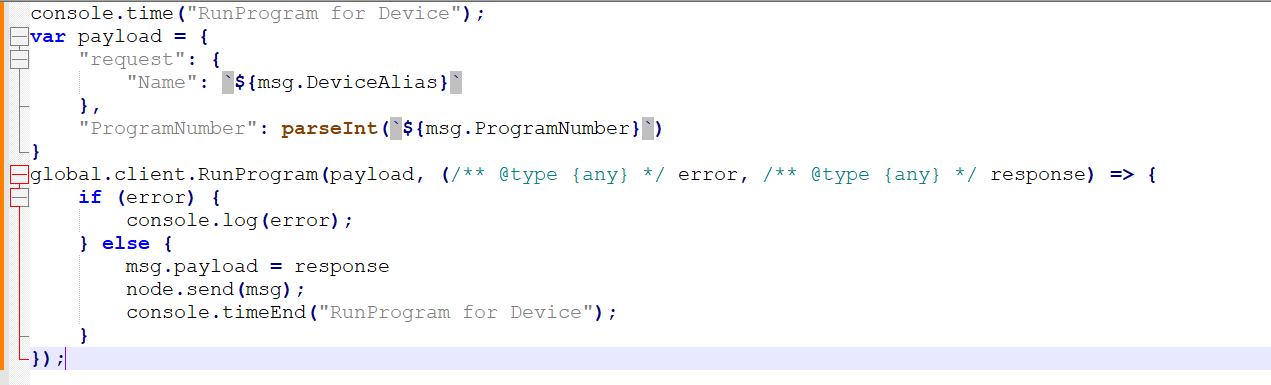 console.time("RunProgram for Device");
var payload = {
    "request": {
        "Name": `${msg.DeviceAlias}`
    },
    "ProgramNumber": parseInt(`${msg.ProgramNumber}`)
}
global.client.RunProgram(payload, (/** @type {any} */ error, /** @type {any} */ response) => {
    if (error) {
        console.log(error);
    } else {
        msg.payload = response
        node.send(msg);
        console.timeEnd("RunProgram for Device");
    }
});